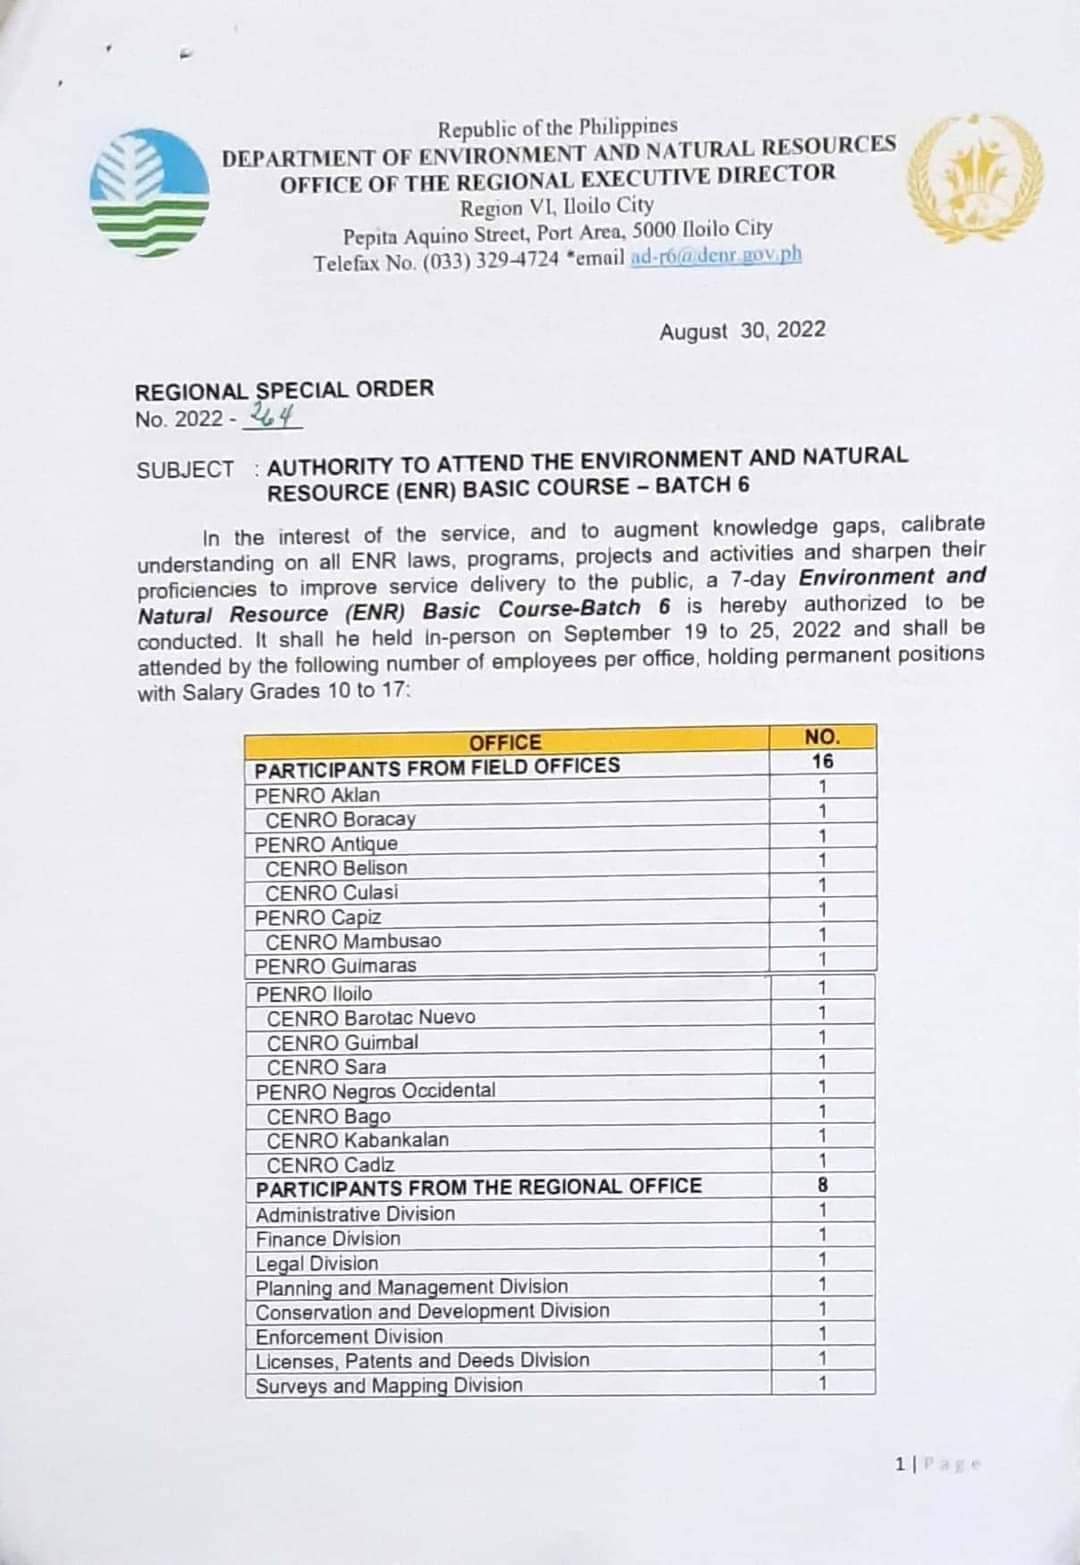 Republic of the Philippines
DEPARTMENT OF ENVIRONMENT AND NATURAL RESOURCES
OFFICE OF THE REGIONAL EXECUTIVE DIRECTOR
Region VI, Iloilo City
Pepita Aquino Street, Port Area, 5000 Iloilo City
Telefax No. (033) 329-4724 *email ad-r6@denr.gov.ph
August 30, 2022
REGIONAL SPECIAL ORDER
No. 2022 - 264
SUBJECT : AUTHORITY TO ATTEND THE ENVIRONMENT AND NATURAL
RESOURCE (ENR) BASIC COURSE – BATCH 6
In the interest of the service, and to augment knowledge gaps, calibrate
understanding on all ENR laws, programs, projects and activities and sharpen their
proficiencies to improve service delivery to the public, a 7-day Environment and
Natural Resource (ENR) Basic Course-Batch 6 is hereby authorized to be
conducted. It shall he held in-person on September 19 to 25, 2022 and shall be
attended by the following number of employees per office, holding permanent positions
with Salary Grades 10 to 17:
OFFICE NO.
PARTICIPANTS FROM FIELD OFFICES 16
PENRO Aklan 1
CENRO Boracay 1
PENRO Antique 1
CENRO Belison 1
CENRO Culasi 1
PENRO Capiz 1
CENRO Mambusao 1
PENRO Guimaras 1
PENRO Iloilo 1
CENRO Barotac Nuevo 1
CENRO Guimbal 1
CENRO Sara 1
PENRO Negros Occidental 1
CENRO Bago 1
CENRO Kabankalan 1
CENRO Cadiz 1
PARTICIPANTS FROM THE REGIONAL OFFICE 8
Administrative Division 1
Finance Division 1
Legal Division 1
Planning and Management Division 1
Conservation and Development Division 1
Enforcement Division 1
Licenses, Patents and Deeds Division 1
Surveys and Mapping Division 1
1 | Page